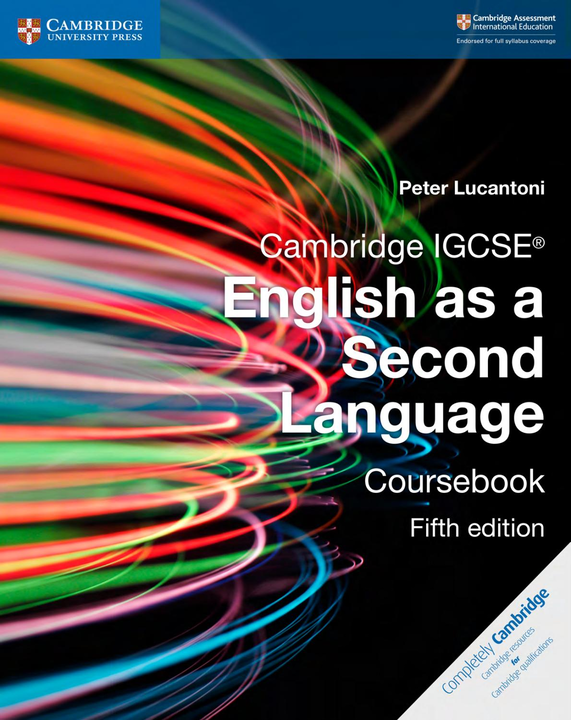 CAMBRIDGE
UNIVERSITY PRESS
Cambridge Assessment
International Education
Endorsed for full syllabus coverage
Peter Lucantoni
Cambridge IGCSE®
English as a
Second
Language
Coursebook
Fifth edition
Completely Cambridge
Cambridge resources
for
Cambridge qualifications